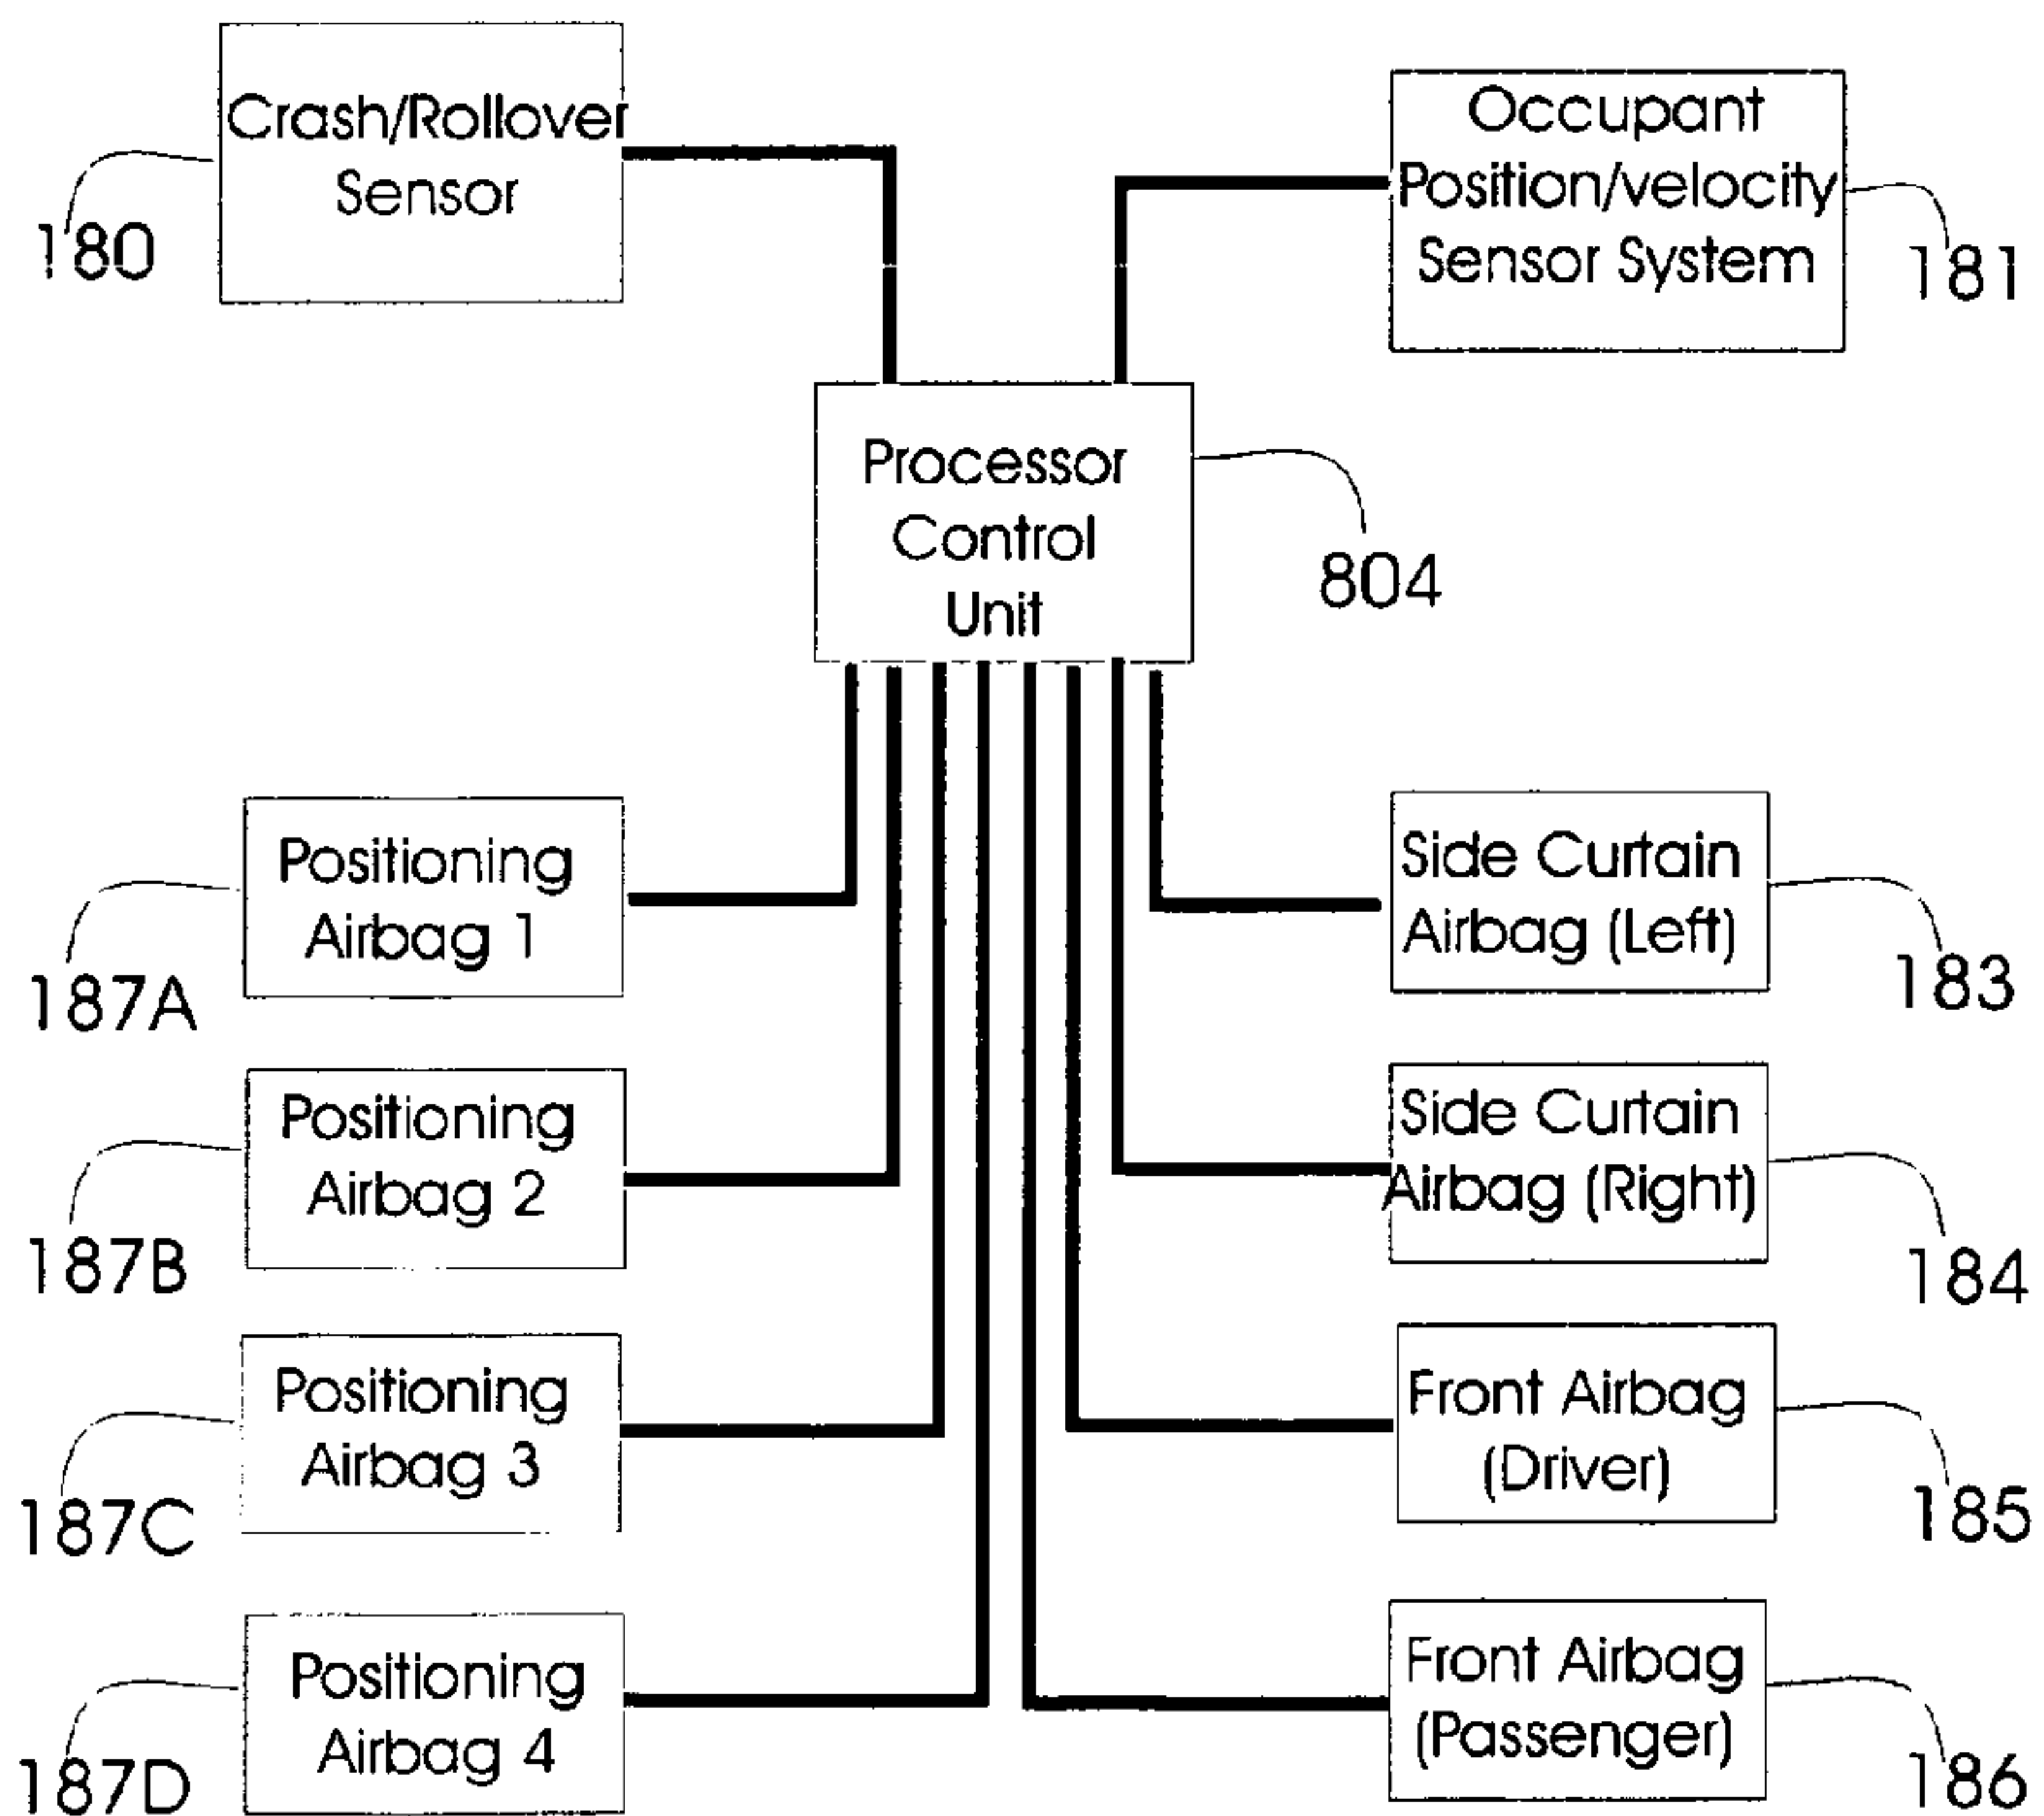 Crash/Rollover
Sensor
180
Occupant
Position/velocity
Sensor System
181
Processor
Control
Unit
804
Positioning
Airbag 1
187A
Side Curtain
Airbag (Left)
183
Positioning
Airbag 2
187B
Side Curtain
Airbag (Right)
184
Positioning
Airbag 3
187C
Front Airbag
(Driver)
185
Positioning
Airbag 4
187D
Front Airbag
(Passenger)
186